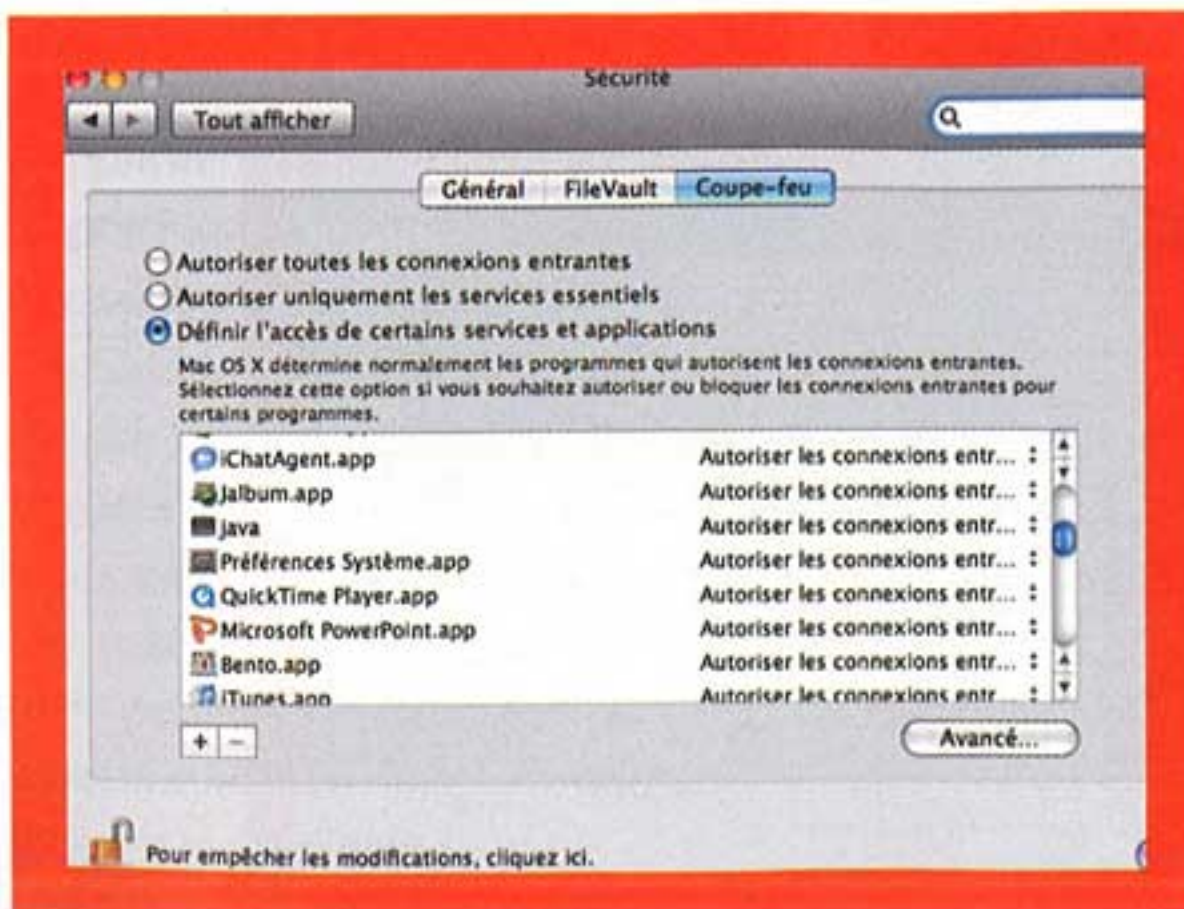 Sécurité
Tout afficher
Général FileVault Coupe-feu
Autoriser toutes les connexions entrantes
Autoriser uniquement les services essentiels
Définir l'accès de certains services et applications
Mac OS X détermine normalement les programmes qui autorisent les connexions entrantes.
Sélectionnez cette option si vous souhaitez autoriser ou bloquer les connexions entrantes pour
certains programmes.
iChatAgent.app Autoriser les connexions entr...
Jalbum.app Autoriser les connexions entr...
java Autoriser les connexions entr...
Préférences Système.app Autoriser les connexions entr...
QuickTime Player.app Autoriser les connexions entr...
Microsoft PowerPoint.app Autoriser les connexions entr...
Bento.app Autoriser les connexions entr...
iTunes.app Autoriser les connexions entr...
+ −
Avancé...
Pour empêcher les modifications, cliquez ici.